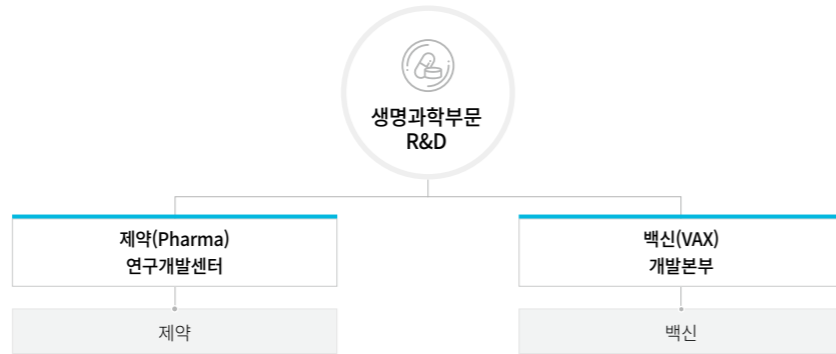 생명과학부문
R&D
제약(Pharma)
연구개발센터
백신(VAX)
개발본부
제약
백신